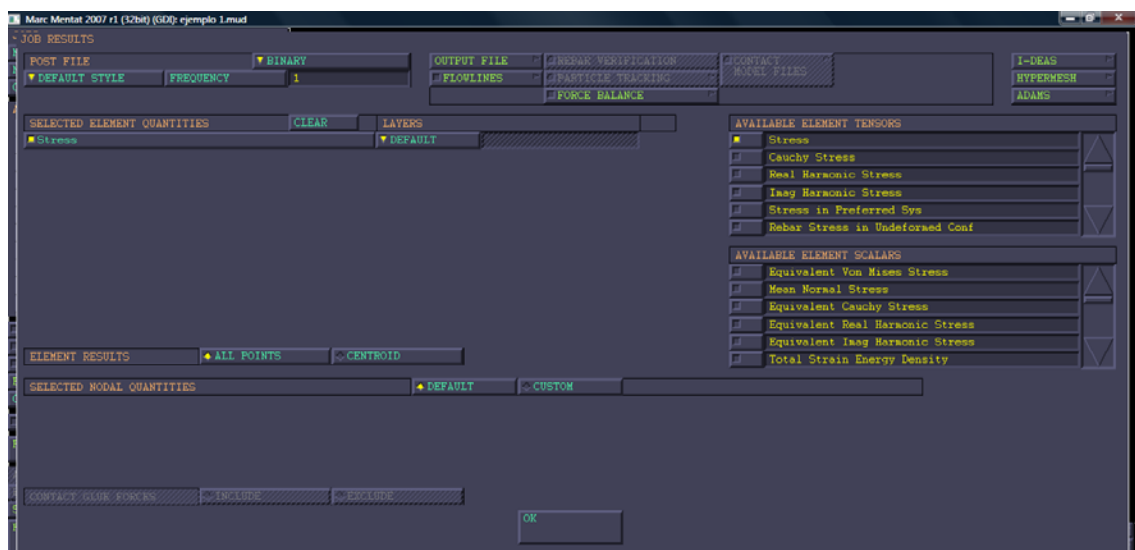 Marc Mentat 2007 r1 (32bit) (GDI): ejemplo 1.mud
JOB RESULTS
POST FILE BINARY OUTPUT FILE REBAR VERIFICATION CONTACT MODEL FILES I-DEAS
DEFAULT STYLE FREQUENCY 1 FLOWLINES PARTICLE TRACKING HYPERMESH
FORCE BALANCE ADAMS
SELECTED ELEMENT QUANTITIES CLEAR LAYERS AVAILABLE ELEMENT TENSORS
Stress DEFAULT Stress
Cauchy Stress
Real Harmonic Stress
Imag Harmonic Stress
Stress in Preferred Sys
Rebar Stress in Undeformed Conf
AVAILABLE ELEMENT SCALARS
Equivalent Von Mises Stress
Mean Normal Stress
Equivalent Cauchy Stress
Equivalent Real Harmonic Stress
Equivalent Imag Harmonic Stress
ELEMENT RESULTS ALL POINTS CENTROID Total Strain Energy Density
SELECTED NODAL QUANTITIES DEFAULT CUSTOM
CONTACT GLUE FORCES INCLUDE EXCLUDE
OK